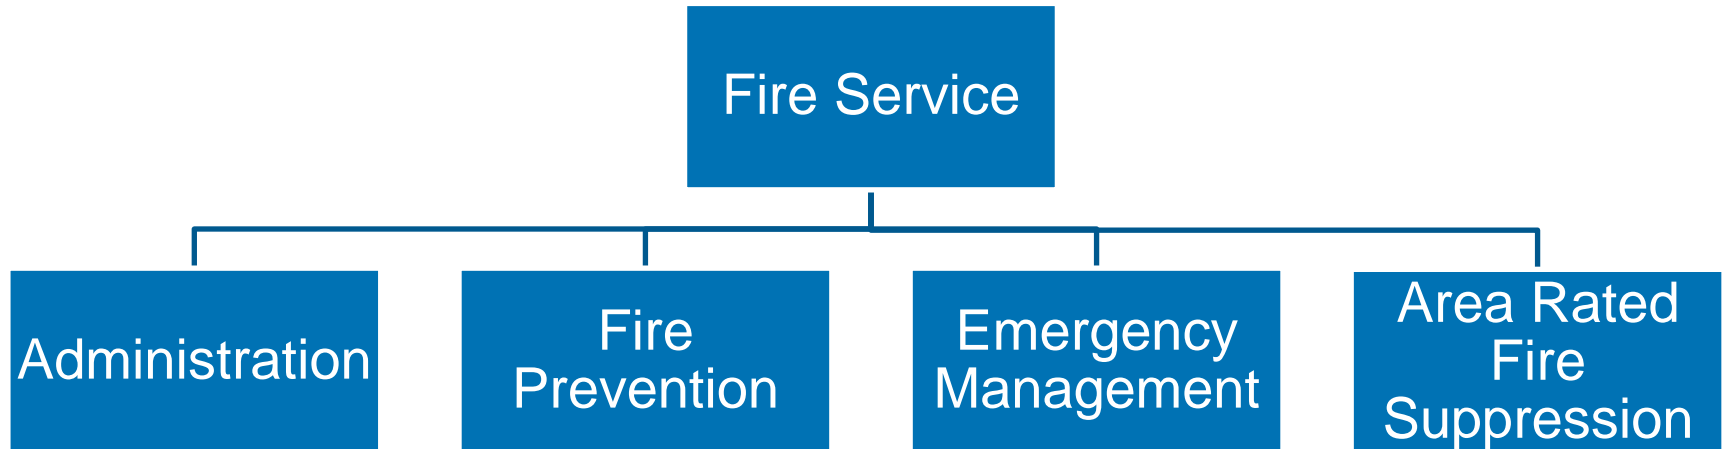 Fire Service
Administration
Fire
Prevention
Emergency
Management
Area Rated
Fire
Suppression